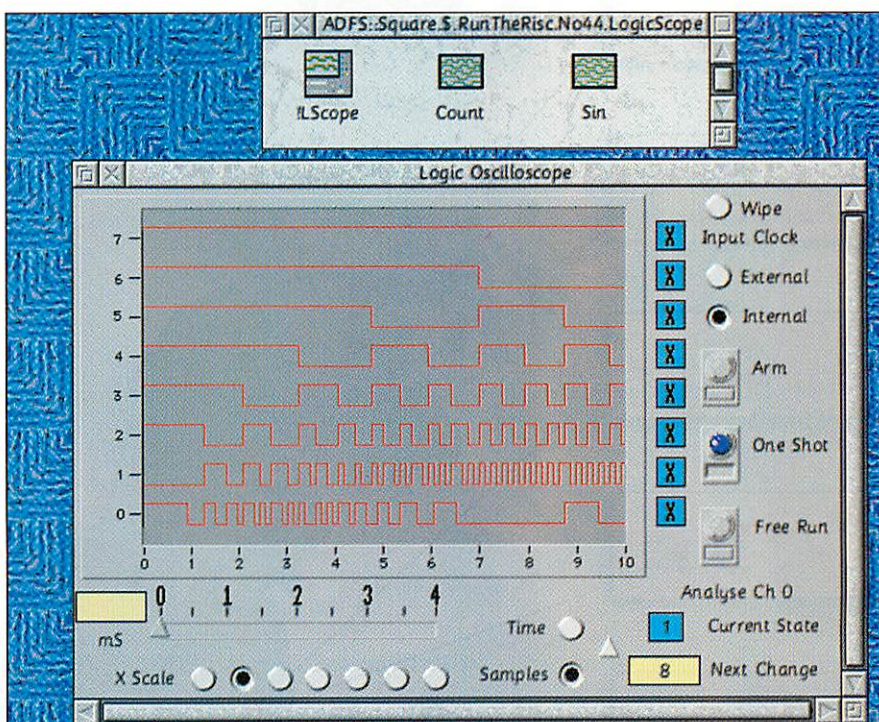 ADFS::Square.$.RunTheRisc.No44.LogicScope
!LScope Count Sin
Logic Oscilloscope
Wipe
7
X
Input Clock
6
X
External
5
X
Internal
4
X
Arm
3
X
2
X
One Shot
1
X
0
X
Free Run
0 1 2 3 4 5 6 7 8 9 10
Analyse Ch 0
0 1 2 3 4
mS
Time
1
Current State
X Scale
Samples
8
Next Change